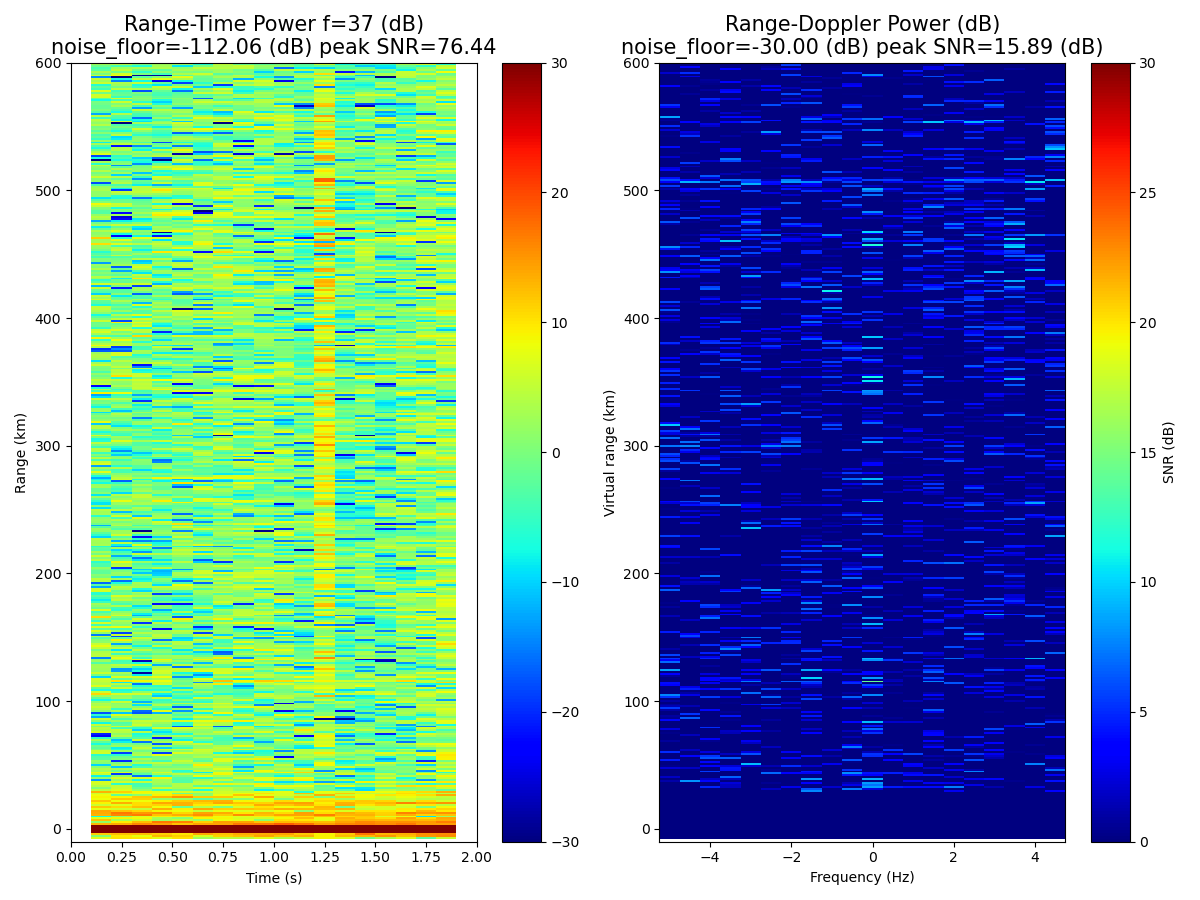 Range-Time Power f=37 (dB)
noise_floor=-112.06 (dB) peak SNR=76.44
600
500
400
300
200
100
0
Range (km)
0.00 0.25 0.50 0.75 1.00 1.25 1.50 1.75 2.00
Time (s)
30
20
10
0
−10
−20
−30
Range-Doppler Power (dB)
noise_floor=-30.00 (dB) peak SNR=15.89 (dB)
600
500
400
300
200
100
0
Virtual range (km)
−4 −2 0 2 4
Frequency (Hz)
30
25
20
15
10
5
0
SNR (dB)